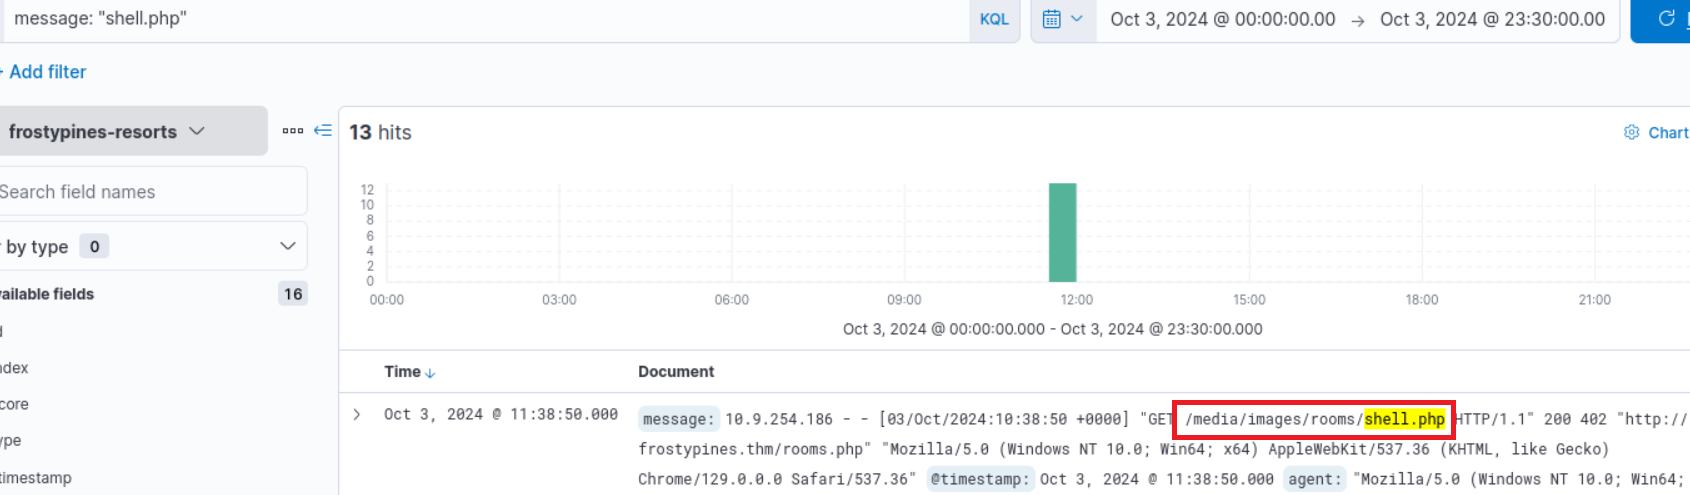 message: "shell.php"
KQL
Oct 3, 2024 @ 00:00:00.00 → Oct 3, 2024 @ 23:30:00.00
+ Add filter
frostypines-resorts
13 hits
Chart
Search field names
by type 0
ailable fields 16
12
10
8
6
4
2
0
00:00 03:00 06:00 09:00 12:00 15:00 18:00 21:00
Oct 3, 2024 @ 00:00:00.000 - Oct 3, 2024 @ 23:30:00.000
d
ndex
core
ype
timestamp
Time ↓ Document
Oct 3, 2024 @ 11:38:50.000 message: 10.9.254.186 - - [03/Oct/2024:10:38:50 +0000] "GET /media/images/rooms/shell.php HTTP/1.1" 200 402 "http://
frostypines.thm/rooms.php" "Mozilla/5.0 (Windows NT 10.0; Win64; x64) AppleWebKit/537.36 (KHTML, like Gecko)
Chrome/129.0.0.0 Safari/537.36" @timestamp: Oct 3, 2024 @ 11:38:50.000 agent: "Mozilla/5.0 (Windows NT 10.0; Win64;